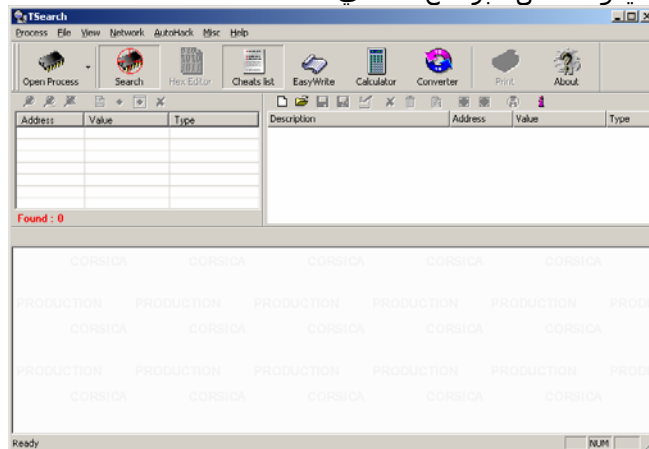 TSearch
Process File View Network AutoHack Misc Help
Open Process Search Hex Editor Cheats list EasyWrite Calculator Converter Print About
Address Value Type Description Address Value Type
Found : 0
CORSICA CORSICA CORSICA CORSICA CORSICA
PRODUCTION PRODUCTION PRODUCTION PRODUCTION PRODUCTION PROD
CORSICA CORSICA CORSICA CORSICA CORSICA
PRODUCTION PRODUCTION PRODUCTION PRODUCTION PRODUCTION PROD
CORSICA CORSICA CORSICA CORSICA CORSICA
Ready NUM